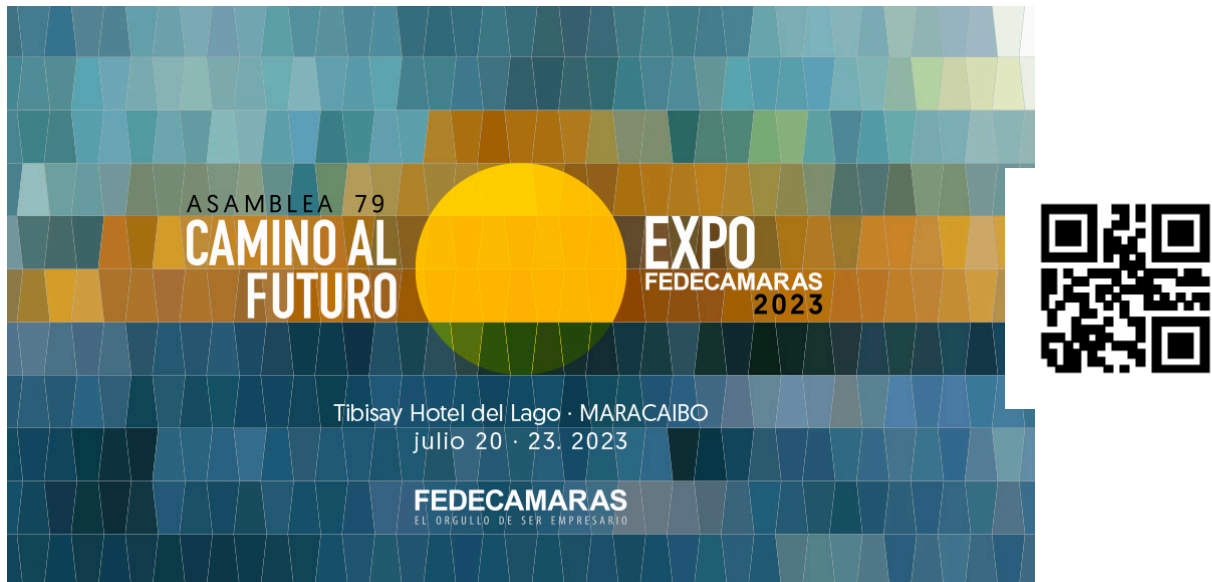 ASAMBLEA 79
CAMINO AL
FUTURO
EXPO
FEDECAMARAS
2023
Tibisay Hotel del Lago · MARACAIBO
julio 20 · 23. 2023
FEDECAMARAS
EL ORGULLO DE SER EMPRESARIO